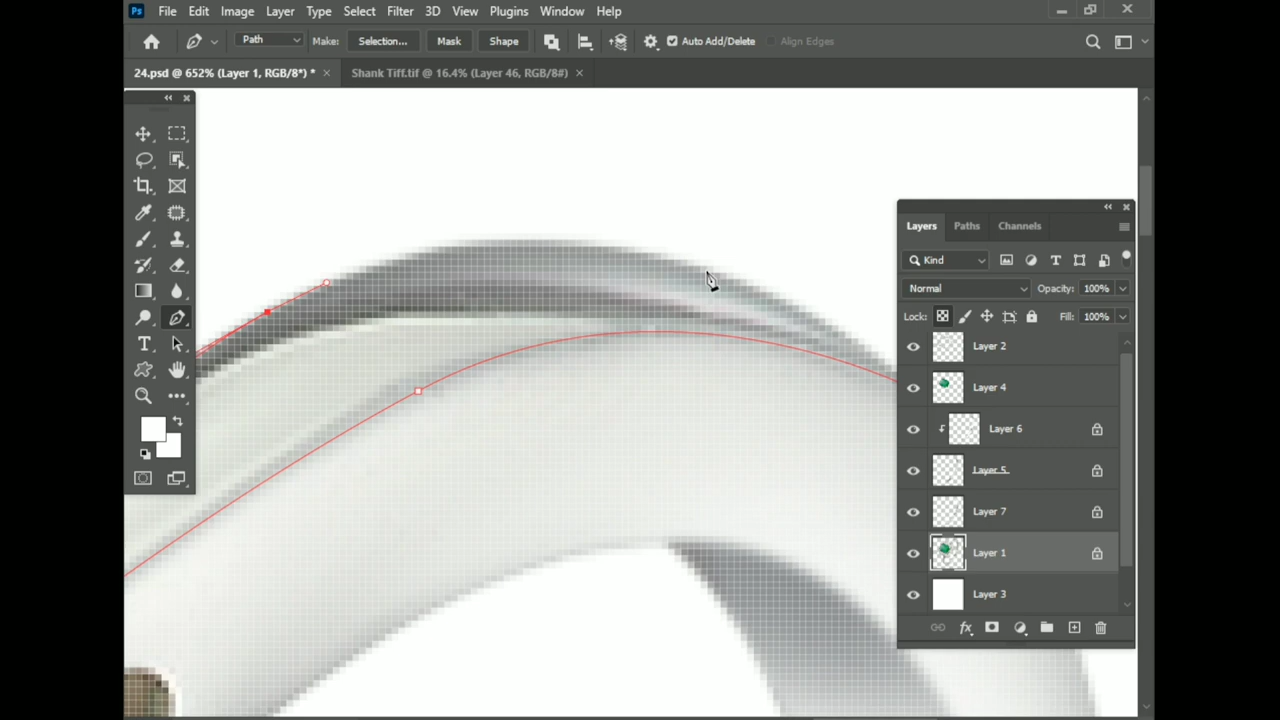 Ps File Edit Image Layer Type Select Filter 3D View Plugins Window Help
Path Make: Selection... Mask Shape Auto Add/Delete Align Edges
24.psd @ 652% (Layer 1, RGB/8*) * × Shank Tiff.tif @ 16.4% (Layer 46, RGB/8#) ×
Layers Paths Channels
Kind
Normal Opacity: 100%
Lock: Fill: 100%
Layer 2
Layer 4
Layer 6
Layer 5
Layer 7
Layer 1
Layer 3
fx